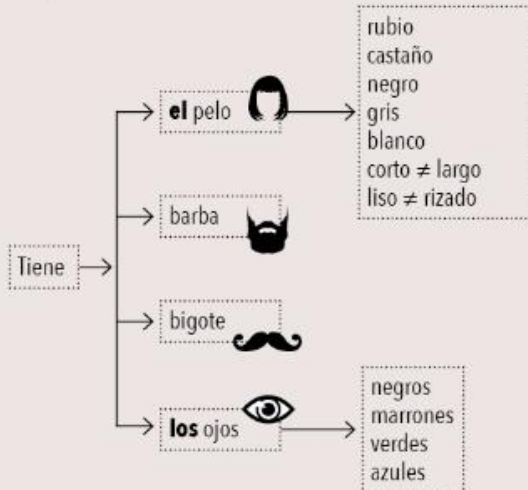 Tiene
el pelo
rubio
castaño
negro
gris
blanco
corto ≠ largo
liso ≠ rizado
barba
bigote
los ojos
negros
marrones
verdes
azules